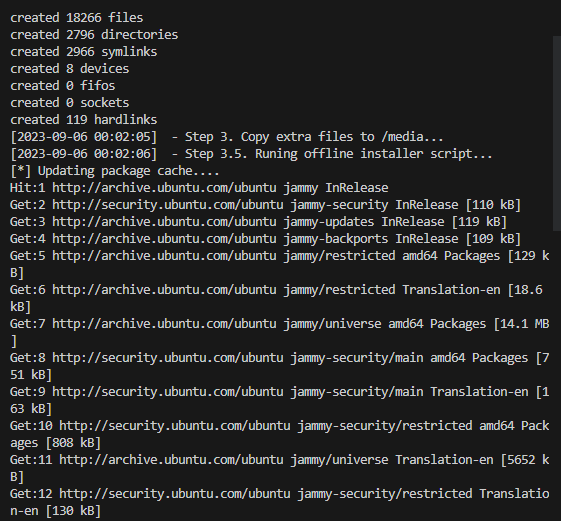 created 18266 files
created 2796 directories
created 2966 symlinks
created 8 devices
created 0 fifos
created 0 sockets
created 119 hardlinks
[2023-09-06 00:02:05]  - Step 3. Copy extra files to /media...
[2023-09-06 00:02:06]  - Step 3.5. Runing offline installer script...
[*] Updating package cache....
Hit:1 http://archive.ubuntu.com/ubuntu jammy InRelease
Get:2 http://security.ubuntu.com/ubuntu jammy-security InRelease [110 kB]
Get:3 http://archive.ubuntu.com/ubuntu jammy-updates InRelease [119 kB]
Get:4 http://archive.ubuntu.com/ubuntu jammy-backports InRelease [109 kB]
Get:5 http://archive.ubuntu.com/ubuntu jammy/restricted amd64 Packages [129 k
B]
Get:6 http://archive.ubuntu.com/ubuntu jammy/restricted Translation-en [18.6 
kB]
Get:7 http://archive.ubuntu.com/ubuntu jammy/universe amd64 Packages [14.1 MB
]
Get:8 http://security.ubuntu.com/ubuntu jammy-security/main amd64 Packages [7
51 kB]
Get:9 http://security.ubuntu.com/ubuntu jammy-security/main Translation-en [1
63 kB]
Get:10 http://security.ubuntu.com/ubuntu jammy-security/restricted amd64 Pack
ages [808 kB]
Get:11 http://archive.ubuntu.com/ubuntu jammy/universe Translation-en [5652 k
B]
Get:12 http://security.ubuntu.com/ubuntu jammy-security/restricted Translatio
n-en [130 kB]